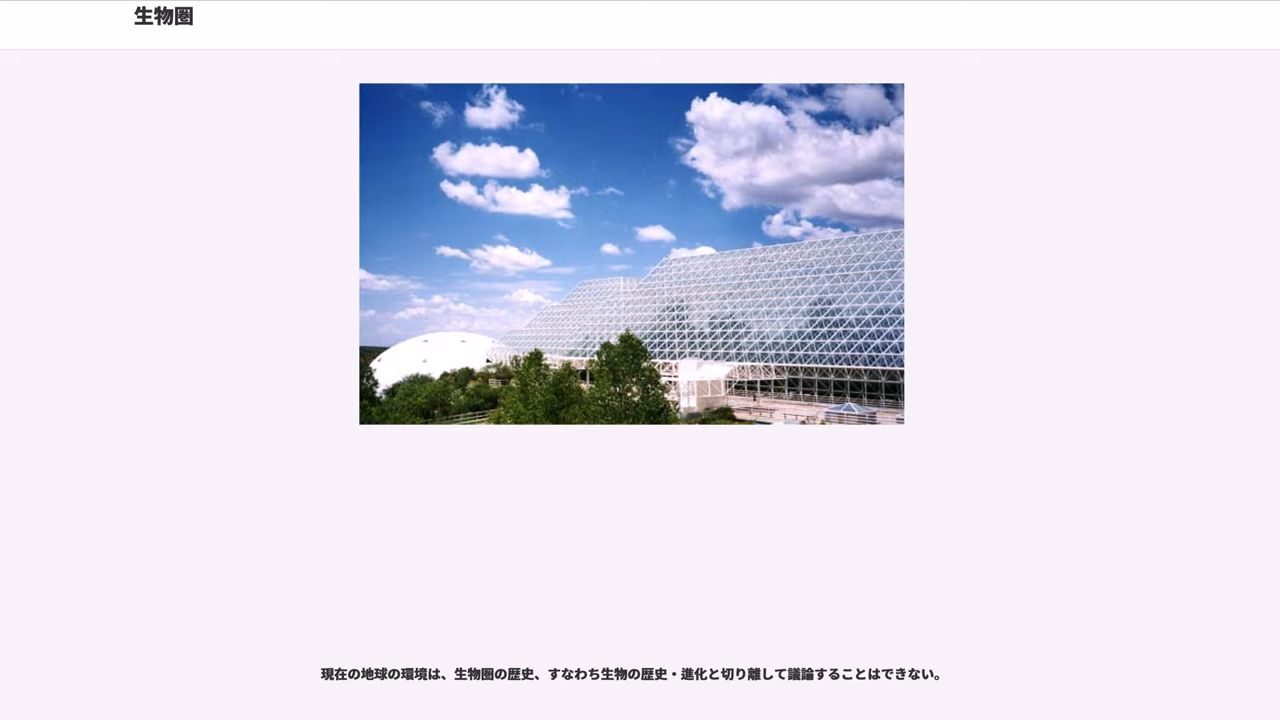 生物圏
現在の地球の環境は、生物圏の歴史、すなわち生物の歴史・進化と切り離して議論することはできない。